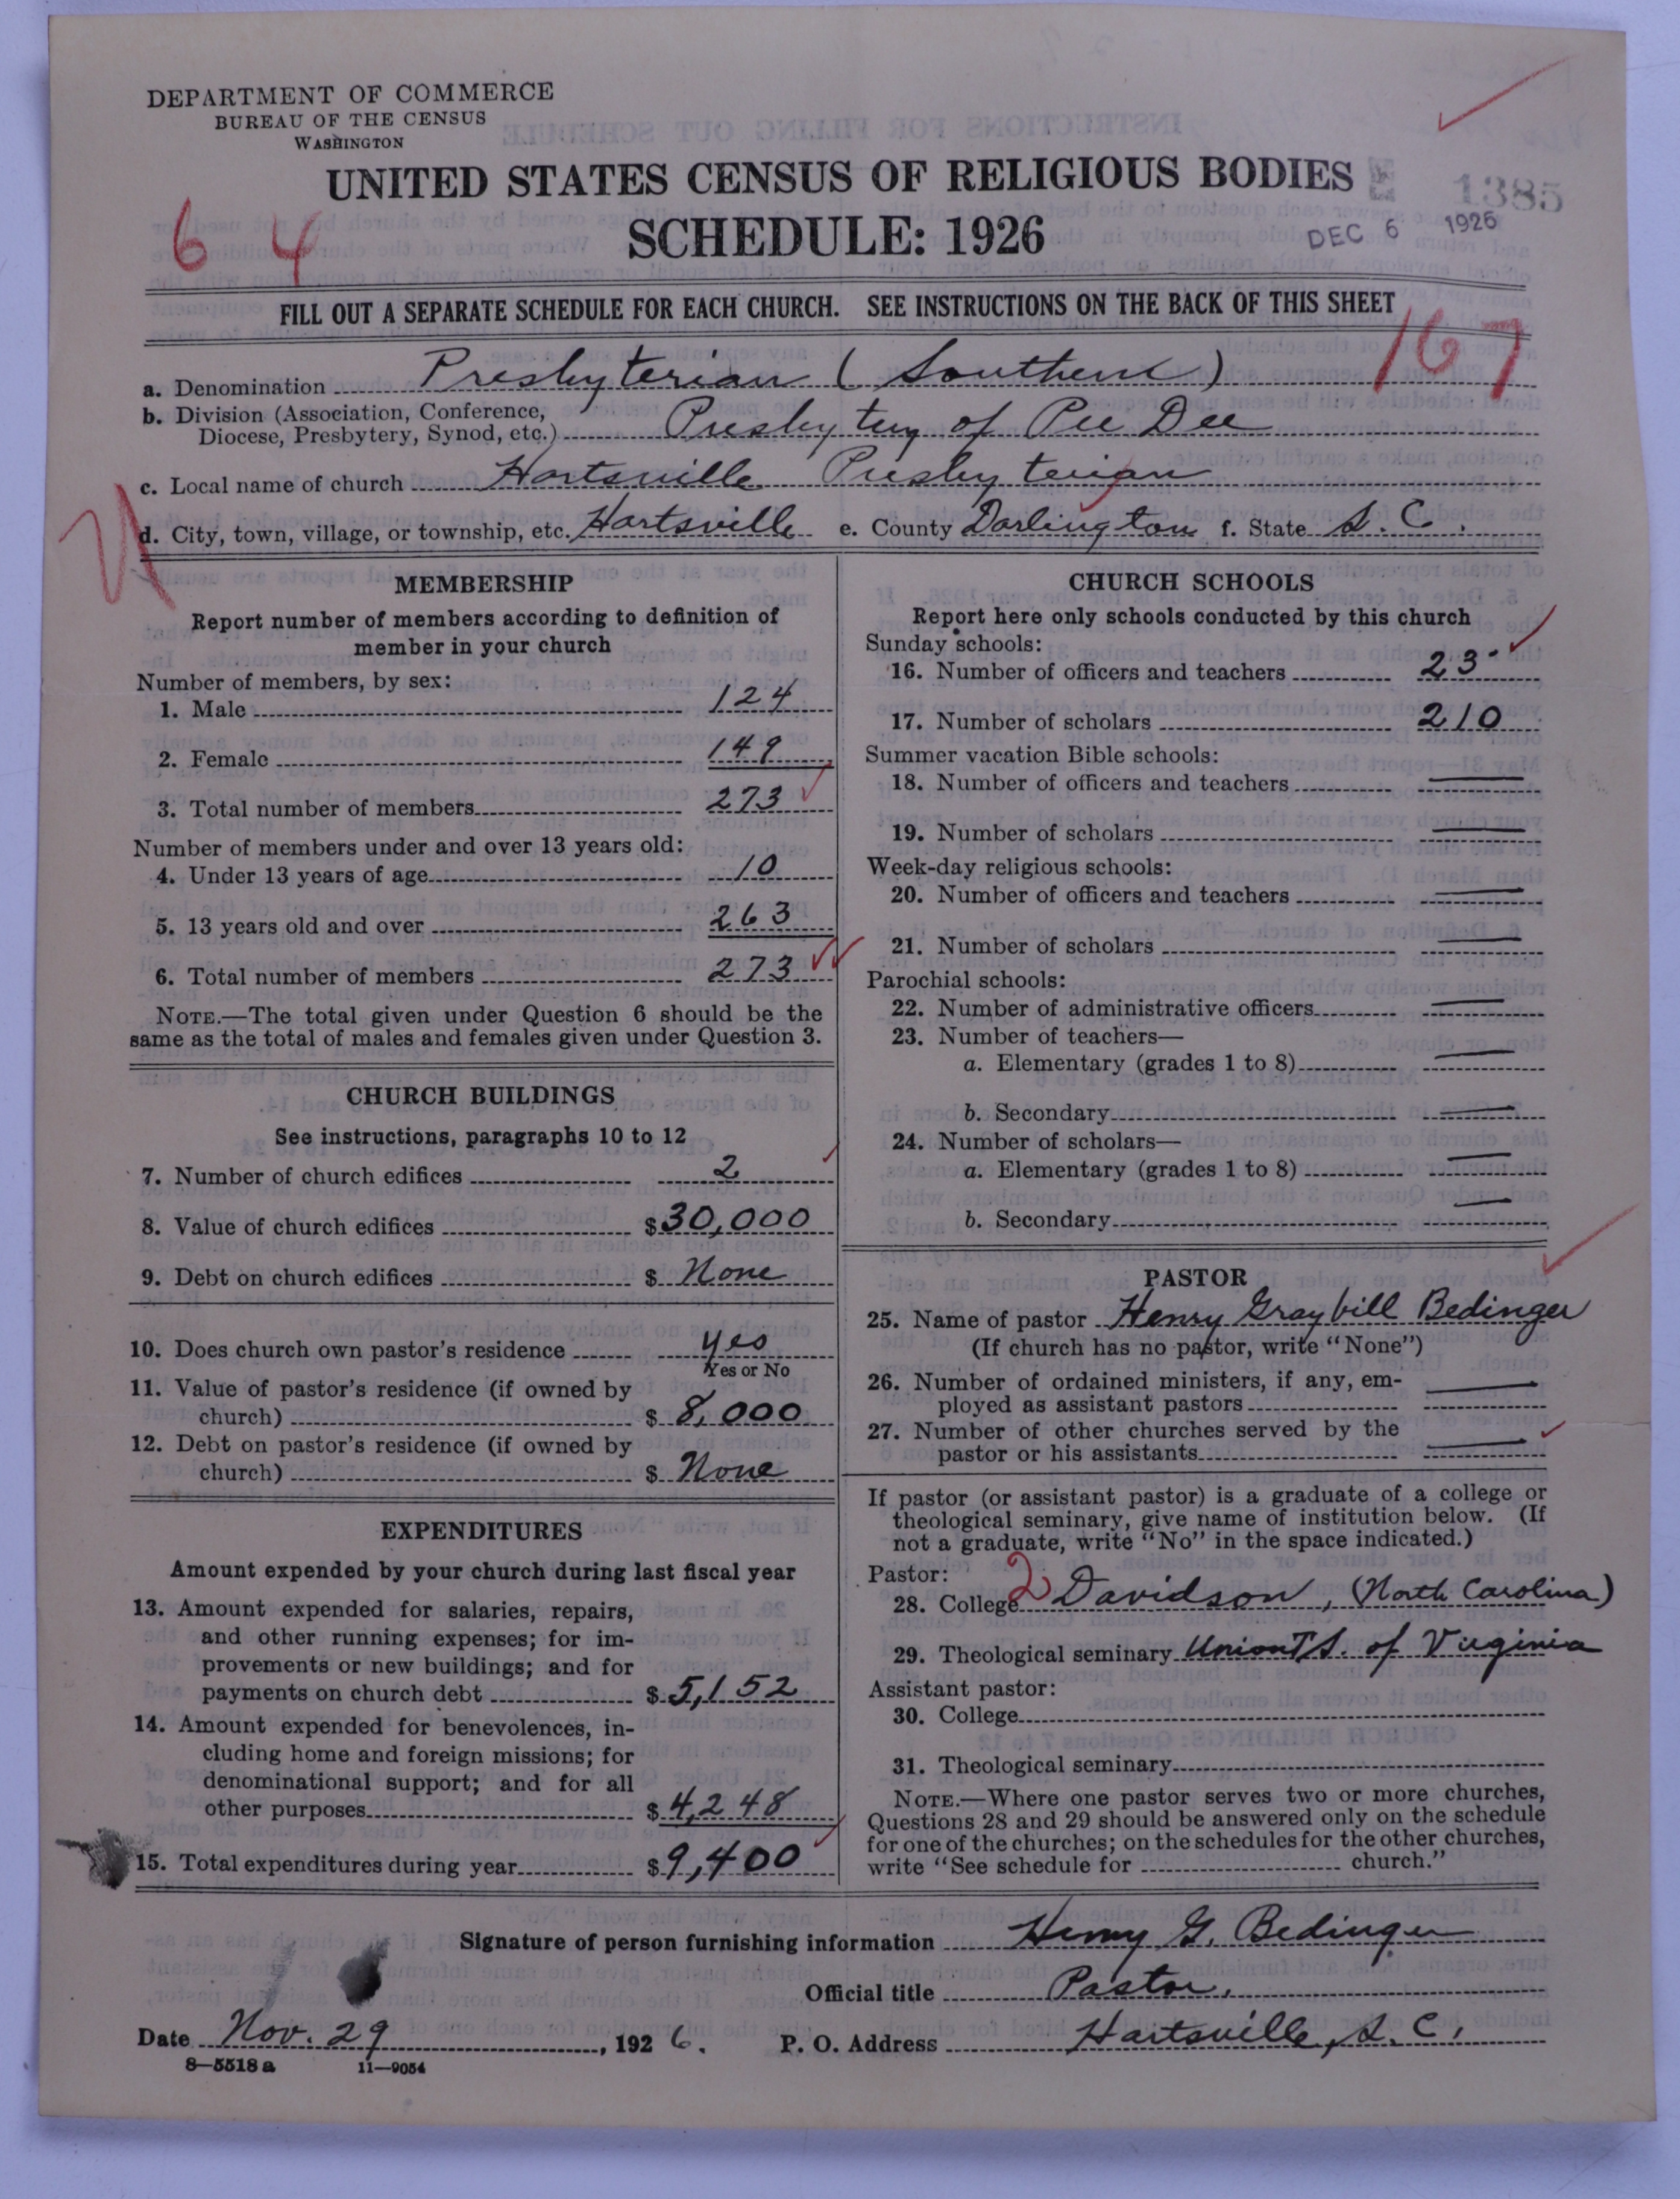 DEPARTMENT OF COMMERCE
BUREAU OF THE CENSUS
WASHINGTON
UNITED STATES CENSUS OF RELIGIOUS BODIES
SCHEDULE: 1926
1385
DEC 6 1926
6 4
FILL OUT A SEPARATE SCHEDULE FOR EACH CHURCH. SEE INSTRUCTIONS ON THE BACK OF THIS SHEET
167
a. Denomination Presbyterian (Southern)
b. Division (Association, Conference,
Diocese, Presbytery, Synod, etc.) Presbytery of Pee Dee
c. Local name of church Hartsville Presbyterian
d. City, town, village, or township, etc. Hartsville e. County Darlington f. State S. C.
MEMBERSHIP
Report number of members according to definition of
member in your church
Number of members, by sex:
1. Male 124
2. Female 149
3. Total number of members 273
Number of members under and over 13 years old:
4. Under 13 years of age 10
5. 13 years old and over 263
6. Total number of members 273
NOTE.—The total given under Question 6 should be the
same as the total of males and females given under Question 3.
CHURCH BUILDINGS
See instructions, paragraphs 10 to 12
7. Number of church edifices 2
8. Value of church edifices $30,000
9. Debt on church edifices $ None
10. Does church own pastor's residence yes
Yes or No
11. Value of pastor's residence (if owned by
church) $ 8,000
12. Debt on pastor's residence (if owned by
church) $ None
EXPENDITURES
Amount expended by your church during last fiscal year
13. Amount expended for salaries, repairs,
and other running expenses; for im-
provements or new buildings; and for
payments on church debt $ 5,152
14. Amount expended for benevolences, in-
cluding home and foreign missions; for
denominational support; and for all
other purposes $ 4,248
15. Total expenditures during year $ 9,400
CHURCH SCHOOLS
Report here only schools conducted by this church
Sunday schools:
16. Number of officers and teachers 23
17. Number of scholars 210
Summer vacation Bible schools:
18. Number of officers and teachers
19. Number of scholars
Week-day religious schools:
20. Number of officers and teachers
21. Number of scholars
Parochial schools:
22. Number of administrative officers
23. Number of teachers—
a. Elementary (grades 1 to 8)
b. Secondary
24. Number of scholars—
a. Elementary (grades 1 to 8)
b. Secondary
PASTOR
25. Name of pastor Henry Graybill Bedinger
(If church has no pastor, write "None")
26. Number of ordained ministers, if any, em-
ployed as assistant pastors
27. Number of other churches served by the
pastor or his assistants
If pastor (or assistant pastor) is a graduate of a college or
theological seminary, give name of institution below. (If
not a graduate, write "No" in the space indicated.)
Pastor:
28. College 2 Davidson, (North Carolina)
29. Theological seminary Union T.S. of Virginia
Assistant pastor:
30. College
31. Theological seminary
NOTE.—Where one pastor serves two or more churches,
Questions 28 and 29 should be answered only on the schedule
for one of the churches; on the schedules for the other churches,
write "See schedule for church."
Signature of person furnishing information Henry G. Bedinger
Official title Pastor.
Date Nov. 29, 1926. P. O. Address Hartsville, S. C.
8—5518a 11—9054